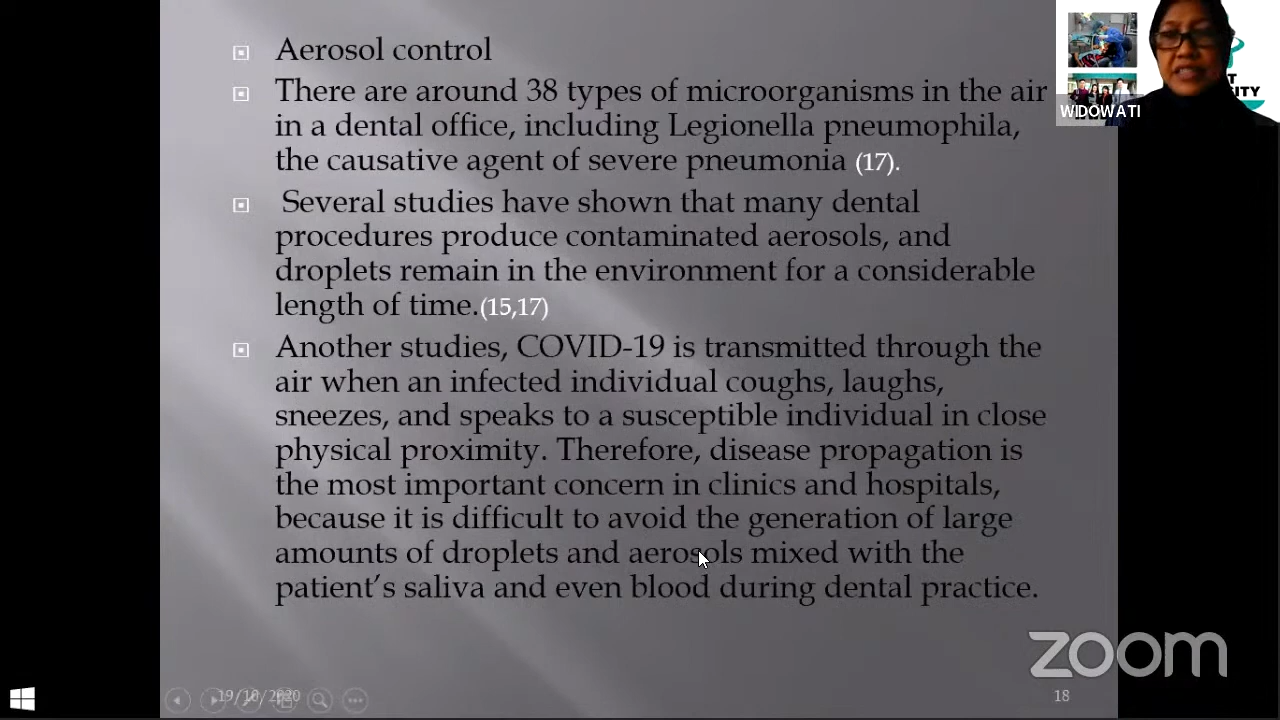 Aerosol control
There are around 38 types of microorganisms in the air
in a dental office, including Legionella pneumophila,
the causative agent of severe pneumonia (17).
Several studies have shown that many dental
procedures produce contaminated aerosols, and
droplets remain in the environment for a considerable
length of time.(15,17)
Another studies, COVID-19 is transmitted through the
air when an infected individual coughs, laughs,
sneezes, and speaks to a susceptible individual in close
physical proximity. Therefore, disease propagation is
the most important concern in clinics and hospitals,
because it is difficult to avoid the generation of large
amounts of droplets and aerosols mixed with the
patient's saliva and even blood during dental practice.
WIDOWATI
zoom
19/10/2020
18